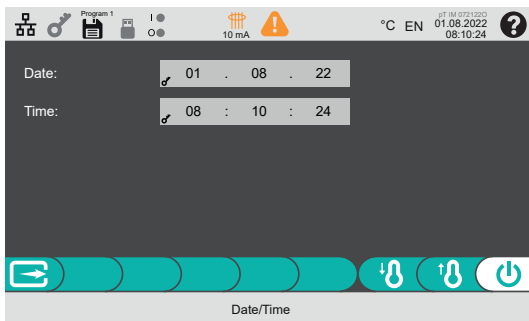 Program 1
I
O
10 mA
°C EN
pT IM 072122O
01.08.2022
08:10:24
?
Date: 01 . 08 . 22
Time: 08 : 10 : 24
Date/Time